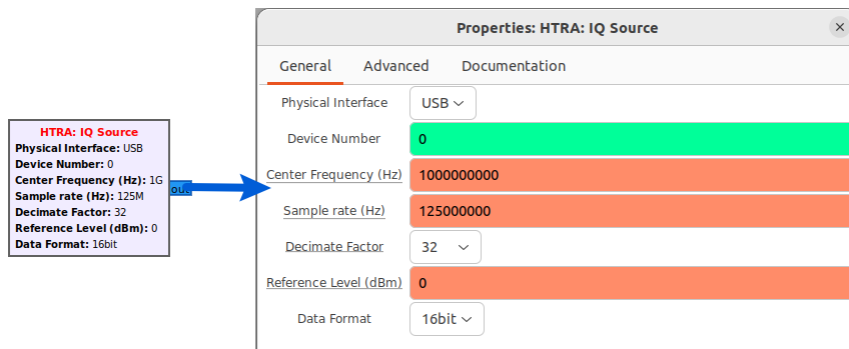 HTRA: IQ Source
Physical Interface: USB
Device Number: 0
Center Frequency (Hz): 1G
Sample rate (Hz): 125M
Decimate Factor: 32
Reference Level (dBm): 0
Data Format: 16bit
out
Properties: HTRA: IQ Source
General Advanced Documentation
Physical Interface USB
Device Number 0
Center Frequency (Hz) 1000000000
Sample rate (Hz) 125000000
Decimate Factor 32
Reference Level (dBm) 0
Data Format 16bit